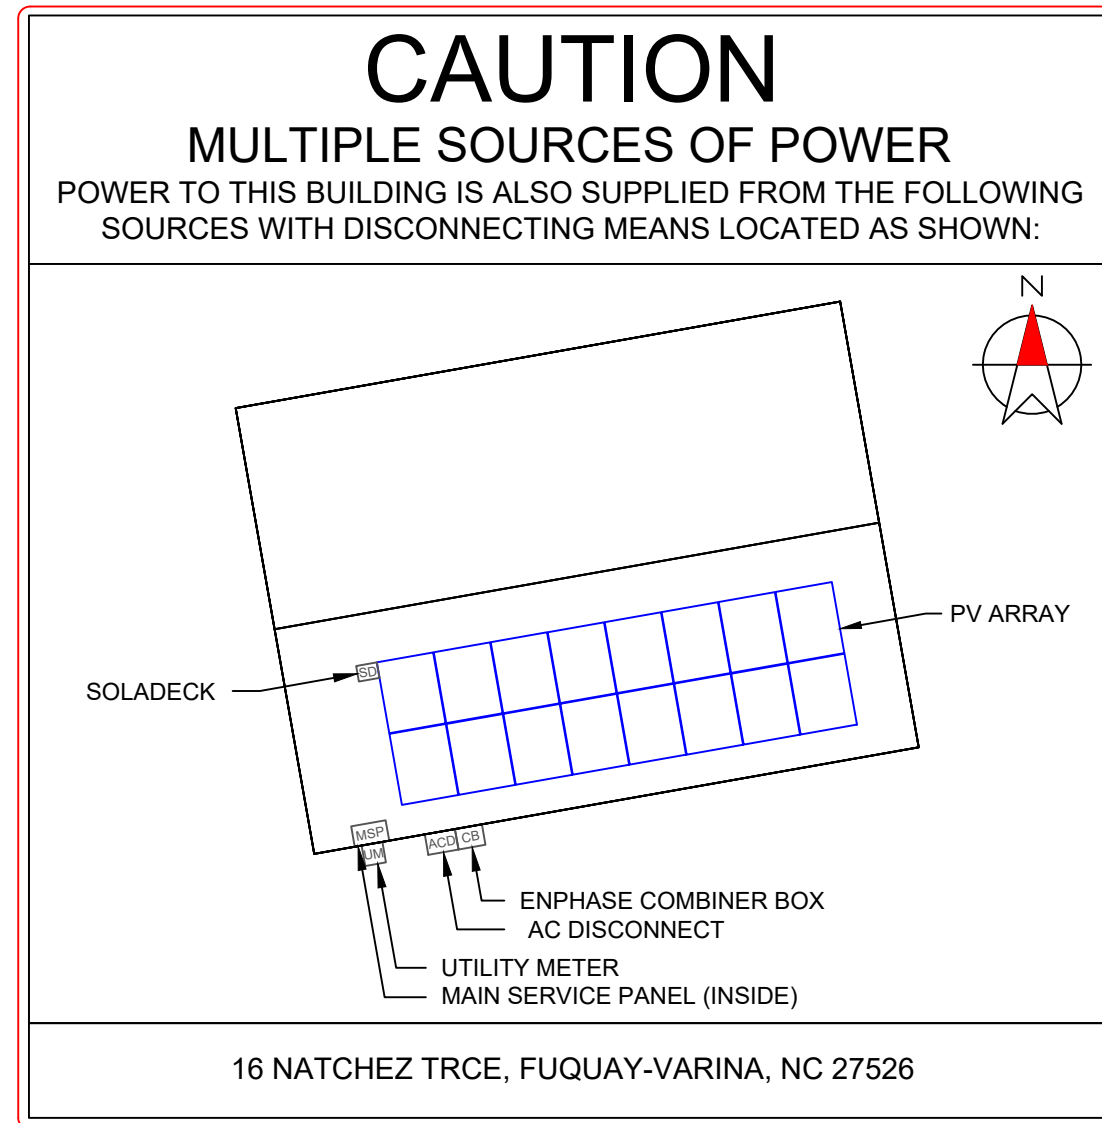 CAUTION
MULTIPLE SOURCES OF POWER
POWER TO THIS BUILDING IS ALSO SUPPLIED FROM THE FOLLOWING
SOURCES WITH DISCONNECTING MEANS LOCATED AS SHOWN:
N
PV ARRAY
SD
SOLADECK
MSP
UM
ACD
CB
ENPHASE COMBINER BOX
AC DISCONNECT
UTILITY METER
MAIN SERVICE PANEL (INSIDE)
16 NATCHEZ TRCE, FUQUAY-VARINA, NC 27526